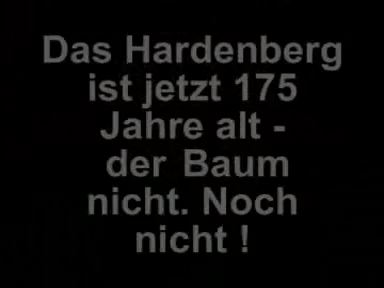 Das Hardenberg
ist jetzt 175
Jahre alt -
der Baum
nicht. Noch
nicht !